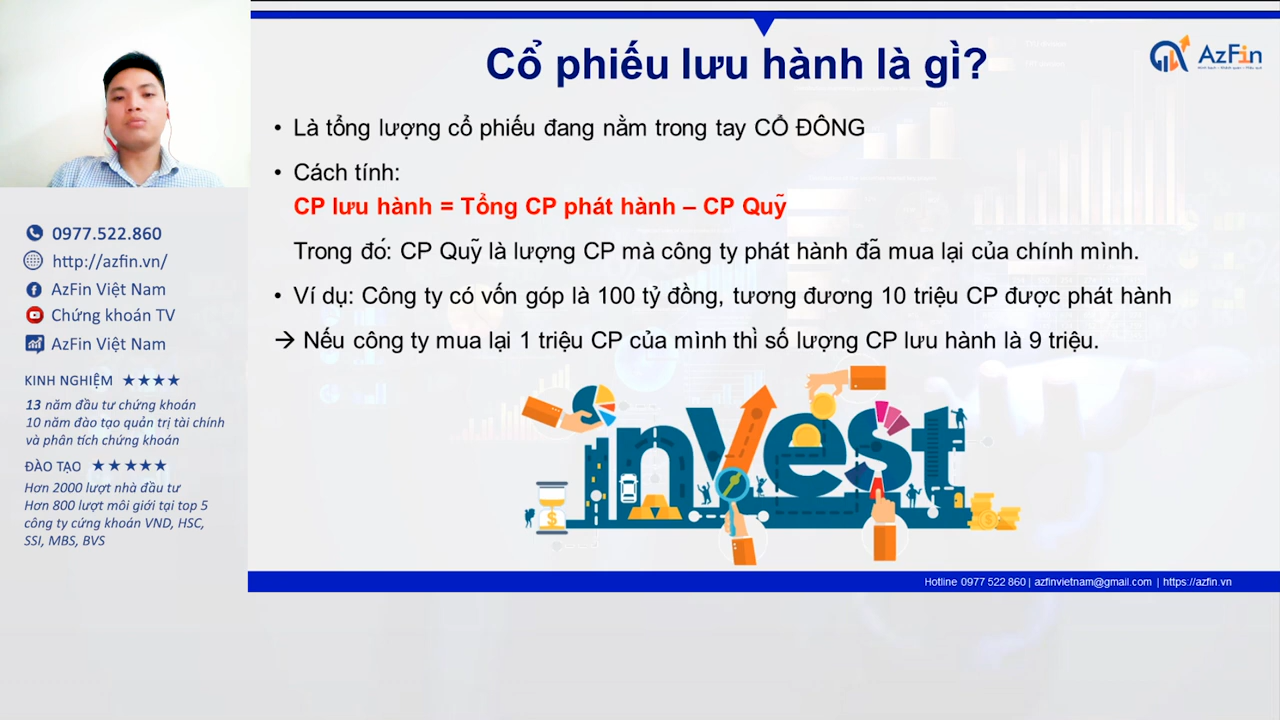 Cổ phiếu lưu hành là gì?
AzFin
• Là tổng lượng cổ phiếu đang nằm trong tay CỔ ĐÔNG
• Cách tính:
CP lưu hành = Tổng CP phát hành – CP Quỹ
Trong đó: CP Quỹ là lượng CP mà công ty phát hành đã mua lại của chính mình.
• Ví dụ: Công ty có vốn góp là 100 tỷ đồng, tương đương 10 triệu CP được phát hành
→ Nếu công ty mua lại 1 triệu CP của mình thì số lượng CP lưu hành là 9 triệu.
invest
0977.522.860
http://azfin.vn/
AzFin Việt Nam
Chứng khoán TV
AzFin Việt Nam
KINH NGHIỆM ★★★★
13 năm đầu tư chứng khoán
10 năm đào tạo quản trị tài chính
và phân tích chứng khoán
ĐÀO TẠO ★★★★★
Hơn 2000 lượt nhà đầu tư
Hơn 800 lượt môi giới tại top 5
công ty cứng khoán VND, HSC,
SSI, MBS, BVS
Hotline 0977 522 860 | azfinvietnam@gmail.com | https://azfin.vn